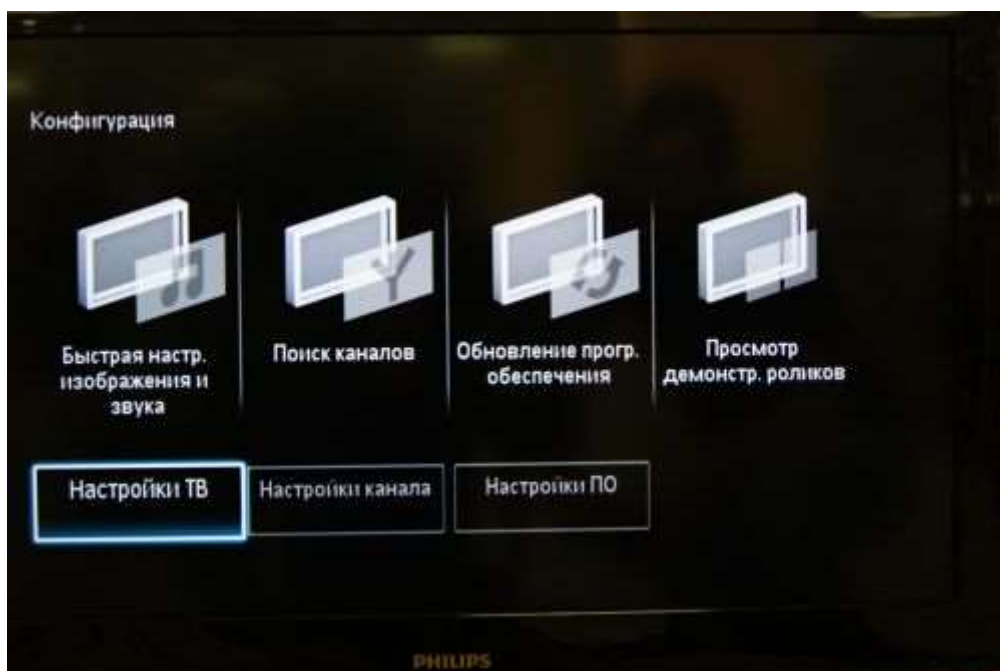 Конфигурация
Быстрая настр.
изображения и
звука
Поиск каналов
Обновление прогр.
обеспечения
Просмотр
демонстр. роликов
Настройки ТВ
Настройки канала
Настройки ПО
PHILIPS